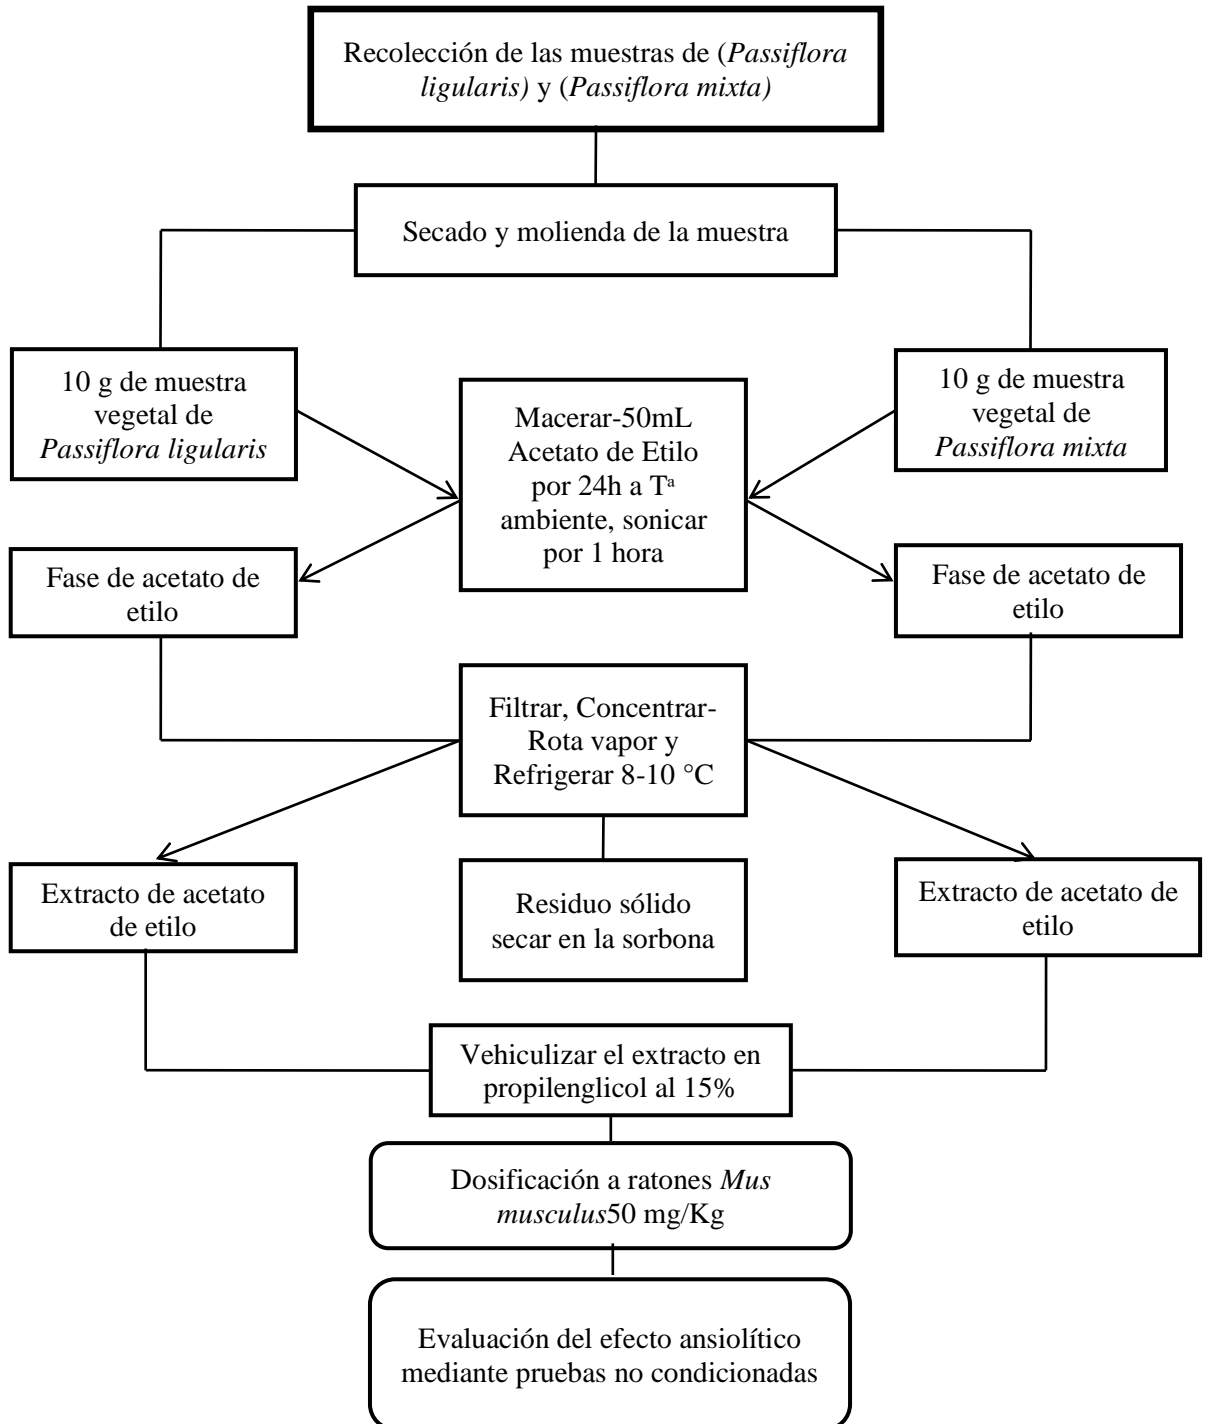 Recolección de las muestras de (Passiflora
ligularis) y (Passiflora mixta)
Secado y molienda de la muestra
10 g de muestra
vegetal de
Passiflora ligularis
Macerar-50mL
Acetato de Etilo
por 24h a Tª
ambiente, sonicar
por 1 hora
10 g de muestra
vegetal de
Passiflora mixta
Fase de acetato de
etilo
Fase de acetato de
etilo
Filtrar, Concentrar-
Rota vapor y
Refrigerar 8-10 °C
Extracto de acetato
de etilo
Residuo sólido
secar en la sorbona
Extracto de acetato de
etilo
Vehiculizar el extracto en
propilenglicol al 15%
Dosificación a ratones Mus
musculus50 mg/Kg
Evaluación del efecto ansiolítico
mediante pruebas no condicionadas